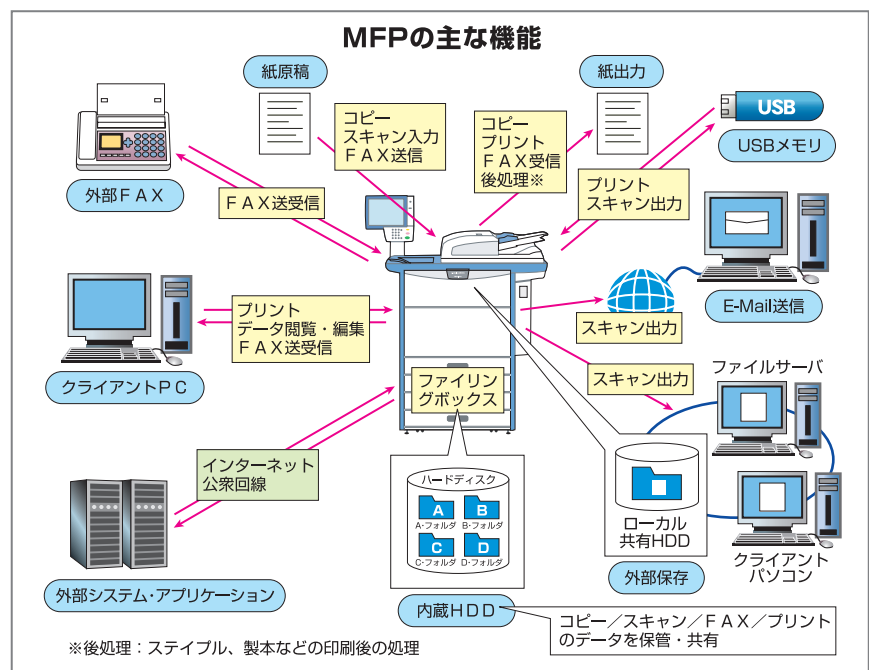 MFPの主な機能
紙原稿
紙出力
USB
USBメモリ
外部ＦＡＸ
コピー
スキャン入力
ＦＡＸ送信
コピー
プリント
ＦＡＸ受信
後処理※
プリント
スキャン出力
ＦＡＸ送受信
E-Mail送信
プリント
データ閲覧・編集
ＦＡＸ送受信
クライアントＰＣ
スキャン出力
スキャン出力
ファイルサーバ
ファイリン
グボックス
インターネット
公衆回線
ハードディスク
A
B
A-フォルダ
B-フォルダ
C
D
C-フォルダ
D-フォルダ
ローカル
共有HDD
クライアント
パソコン
外部システム・アプリケーション
内蔵ＨＤＤ
外部保存
コピー／スキャン／ＦＡＸ／プリント
のデータを保管・共有
※後処理：ステイプル、製本などの印刷後の処理